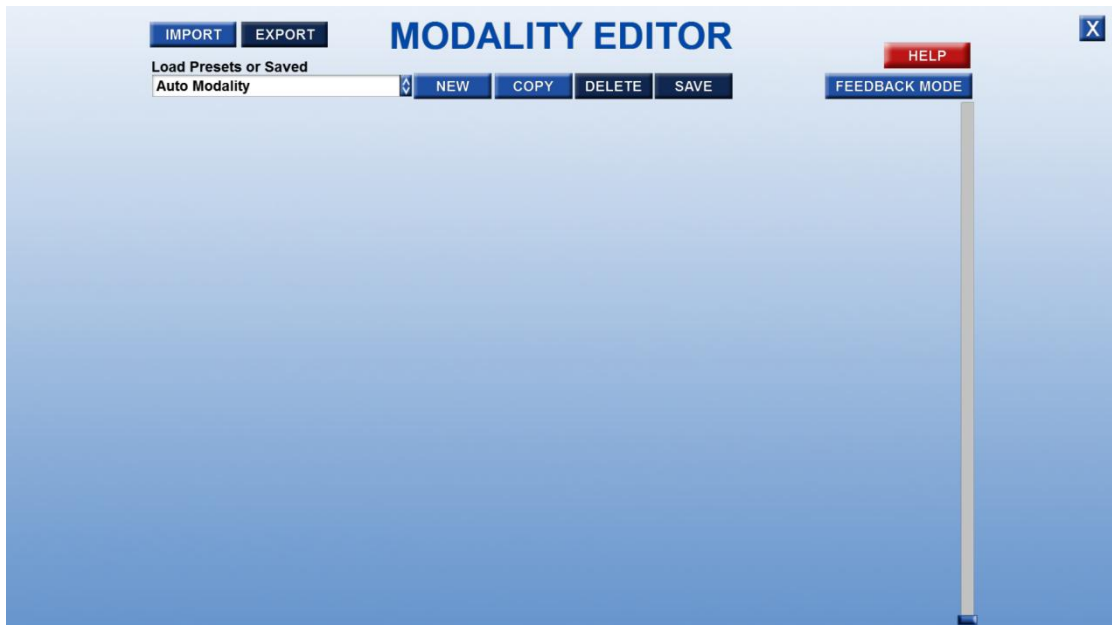 IMPORT EXPORT MODALITY EDITOR X
HELP
Load Presets or Saved
Auto Modality NEW COPY DELETE SAVE FEEDBACK MODE